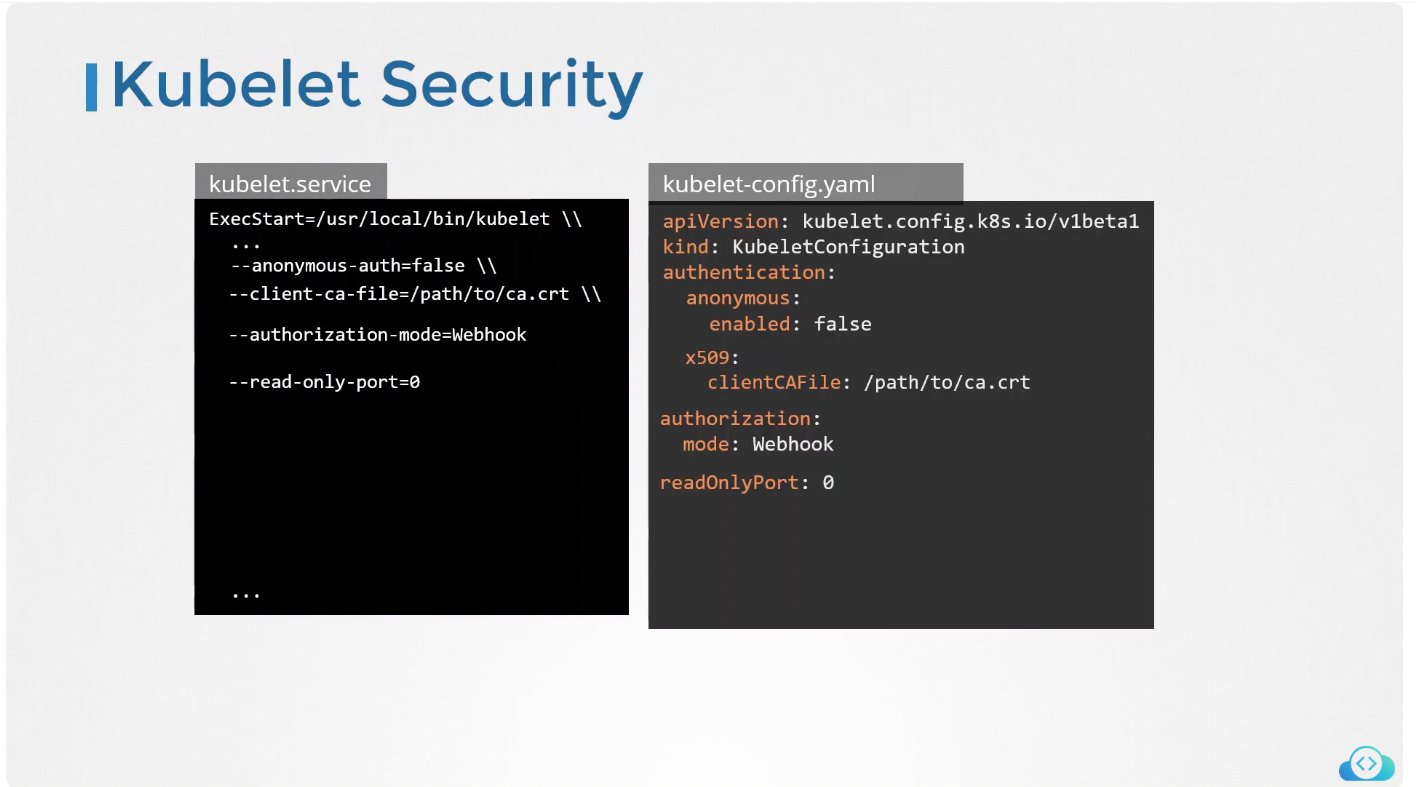 Kubelet Security
kubelet.service
ExecStart=/usr/local/bin/kubelet \\
...
--anonymous-auth=false \\
--client-ca-file=/path/to/ca.crt \\
--authorization-mode=Webhook
--read-only-port=0
...
kubelet-config.yaml
apiVersion: kubelet.config.k8s.io/v1beta1
kind: KubeletConfiguration
authentication:
anonymous:
enabled: false
x509:
clientCAFile: /path/to/ca.crt
authorization:
mode: Webhook
readOnlyPort: 0